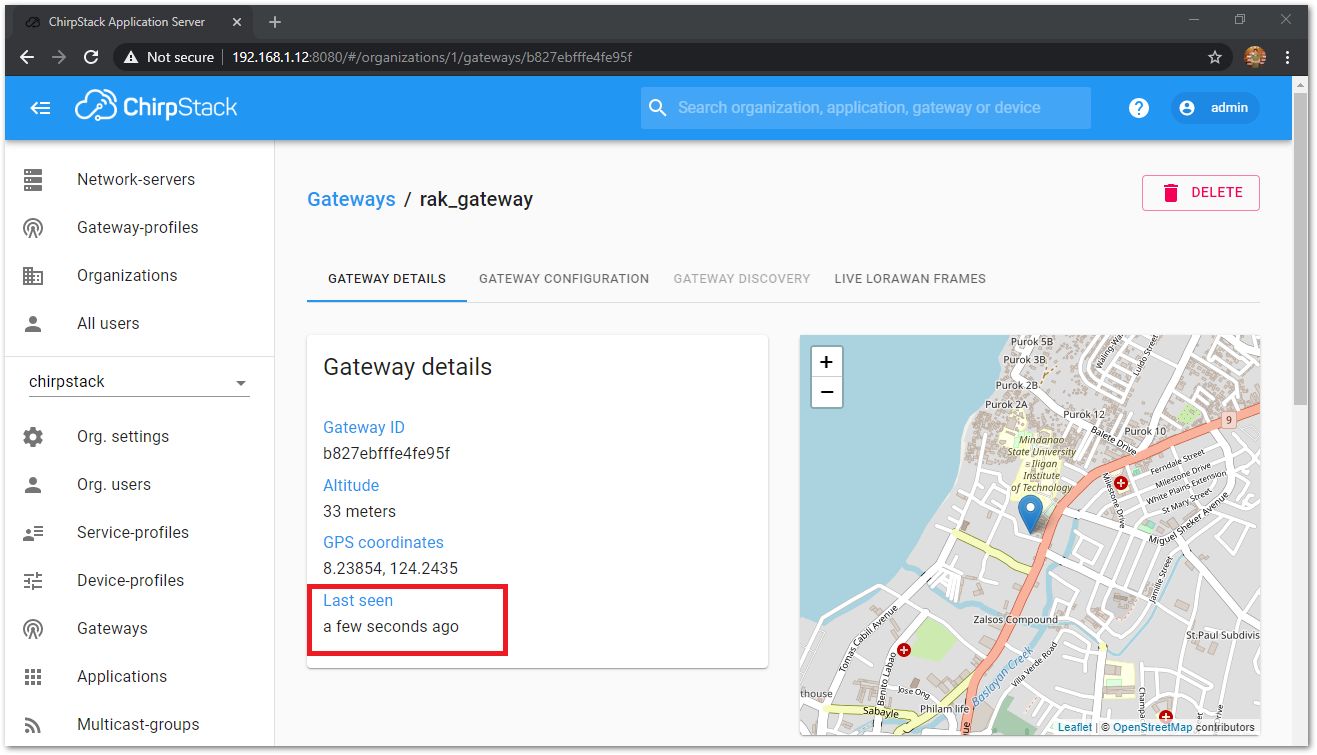 ChirpStack Application Server
Not secure
192.168.1.12:8080/#/organizations/1/gateways/b827ebfffe4fe95f
ChirpStack
Search organization, application, gateway or device
?
admin
Network-servers
Gateway-profiles
Organizations
All users
chirpstack
Org. settings
Org. users
Service-profiles
Device-profiles
Gateways
Applications
Multicast-groups
Gateways / rak_gateway
DELETE
GATEWAY DETAILS
GATEWAY CONFIGURATION
GATEWAY DISCOVERY
LIVE LORAWAN FRAMES
Gateway details
Gateway ID
b827ebfffe4fe95f
Altitude
33 meters
GPS coordinates
8.23854, 124.2435
Last seen
a few seconds ago
+
−
Purok 5B
Purok 3B
Purok 2B
Purok 2A
Luldo Street
Purok 12
Purok 10
9
Balete Drive
Mindanao
State University
- Iligan
Institute
of Technology
Ferndale Street
Milestone Drive
White Plains Extension
St Mary Street
Milestone Drive
Miguel Sheker Avenue
Jamille Street
Zalsos Compound
St.Paul Subdivis
Tomas Cabili Avenue
Benito Labao
Baslayan Creek
Villa Verde Road
Jose Ong
thouse
Sabayle
Philam life
Champa
Leaflet | © OpenStreetMap contributors